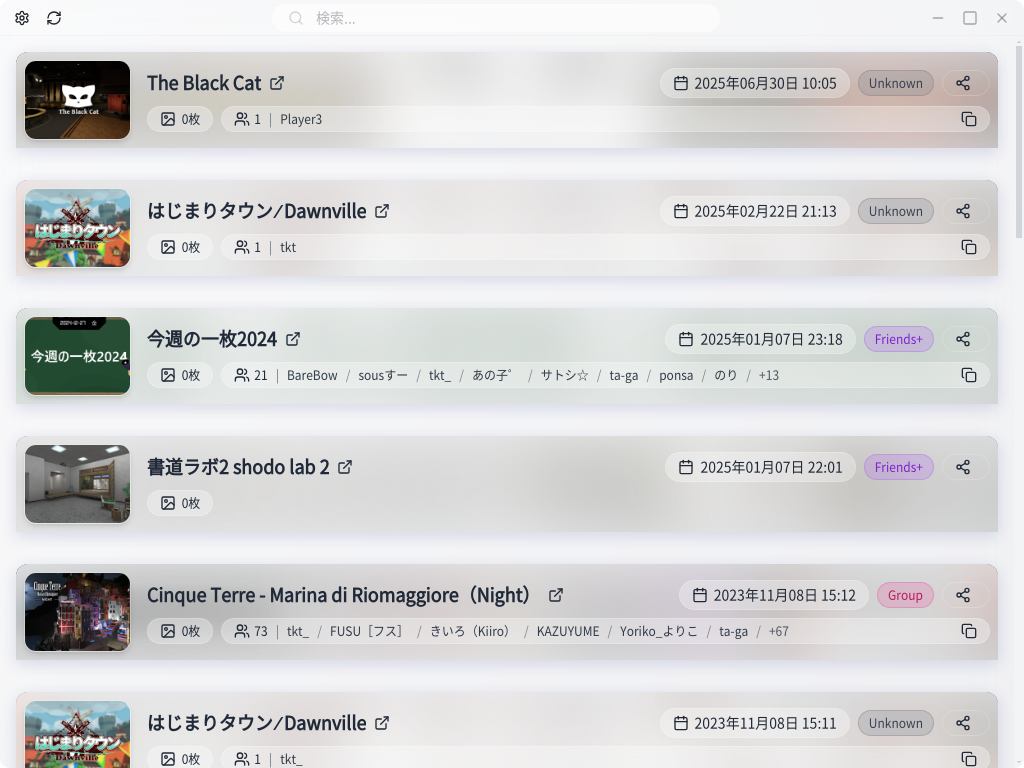 検索...
The Black Cat
The Black Cat
2025年06月30日 10:05
Unknown
0枚
1 | Player3
はじまりタウン
Dawnville
はじまりタウン⁄Dawnville
2025年02月22日 21:13
Unknown
0枚
1 | tkt
今週の一枚2024
今週の一枚2024
2025年01月07日 23:18
Friends+
0枚
21 | BareBow / sousすー / tkt_ / あの子゜ / サトシ☆ / ta-ga / ponsa / のり / +13
書道ラボ2 shodo lab 2
2025年01月07日 22:01
Friends+
0枚
Cinque Terre
Cinque Terre - Marina di Riomaggiore（Night）
2023年11月08日 15:12
Group
0枚
73 | tkt_ / FUSU［フス］ / きいろ（Kiiro） / KAZUYUME / Yoriko_よりこ / ta-ga / +67
はじまりタウン
Dawnville
はじまりタウン⁄Dawnville
2023年11月08日 15:11
Unknown
0枚
1 | tkt_